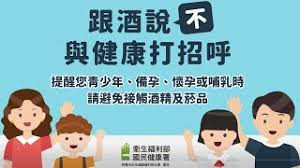 跟酒說不
與健康打招呼
提醒您青少年、備孕、懷孕或哺乳時
請避免接觸酒精及菸品
衛生福利部
國民健康署